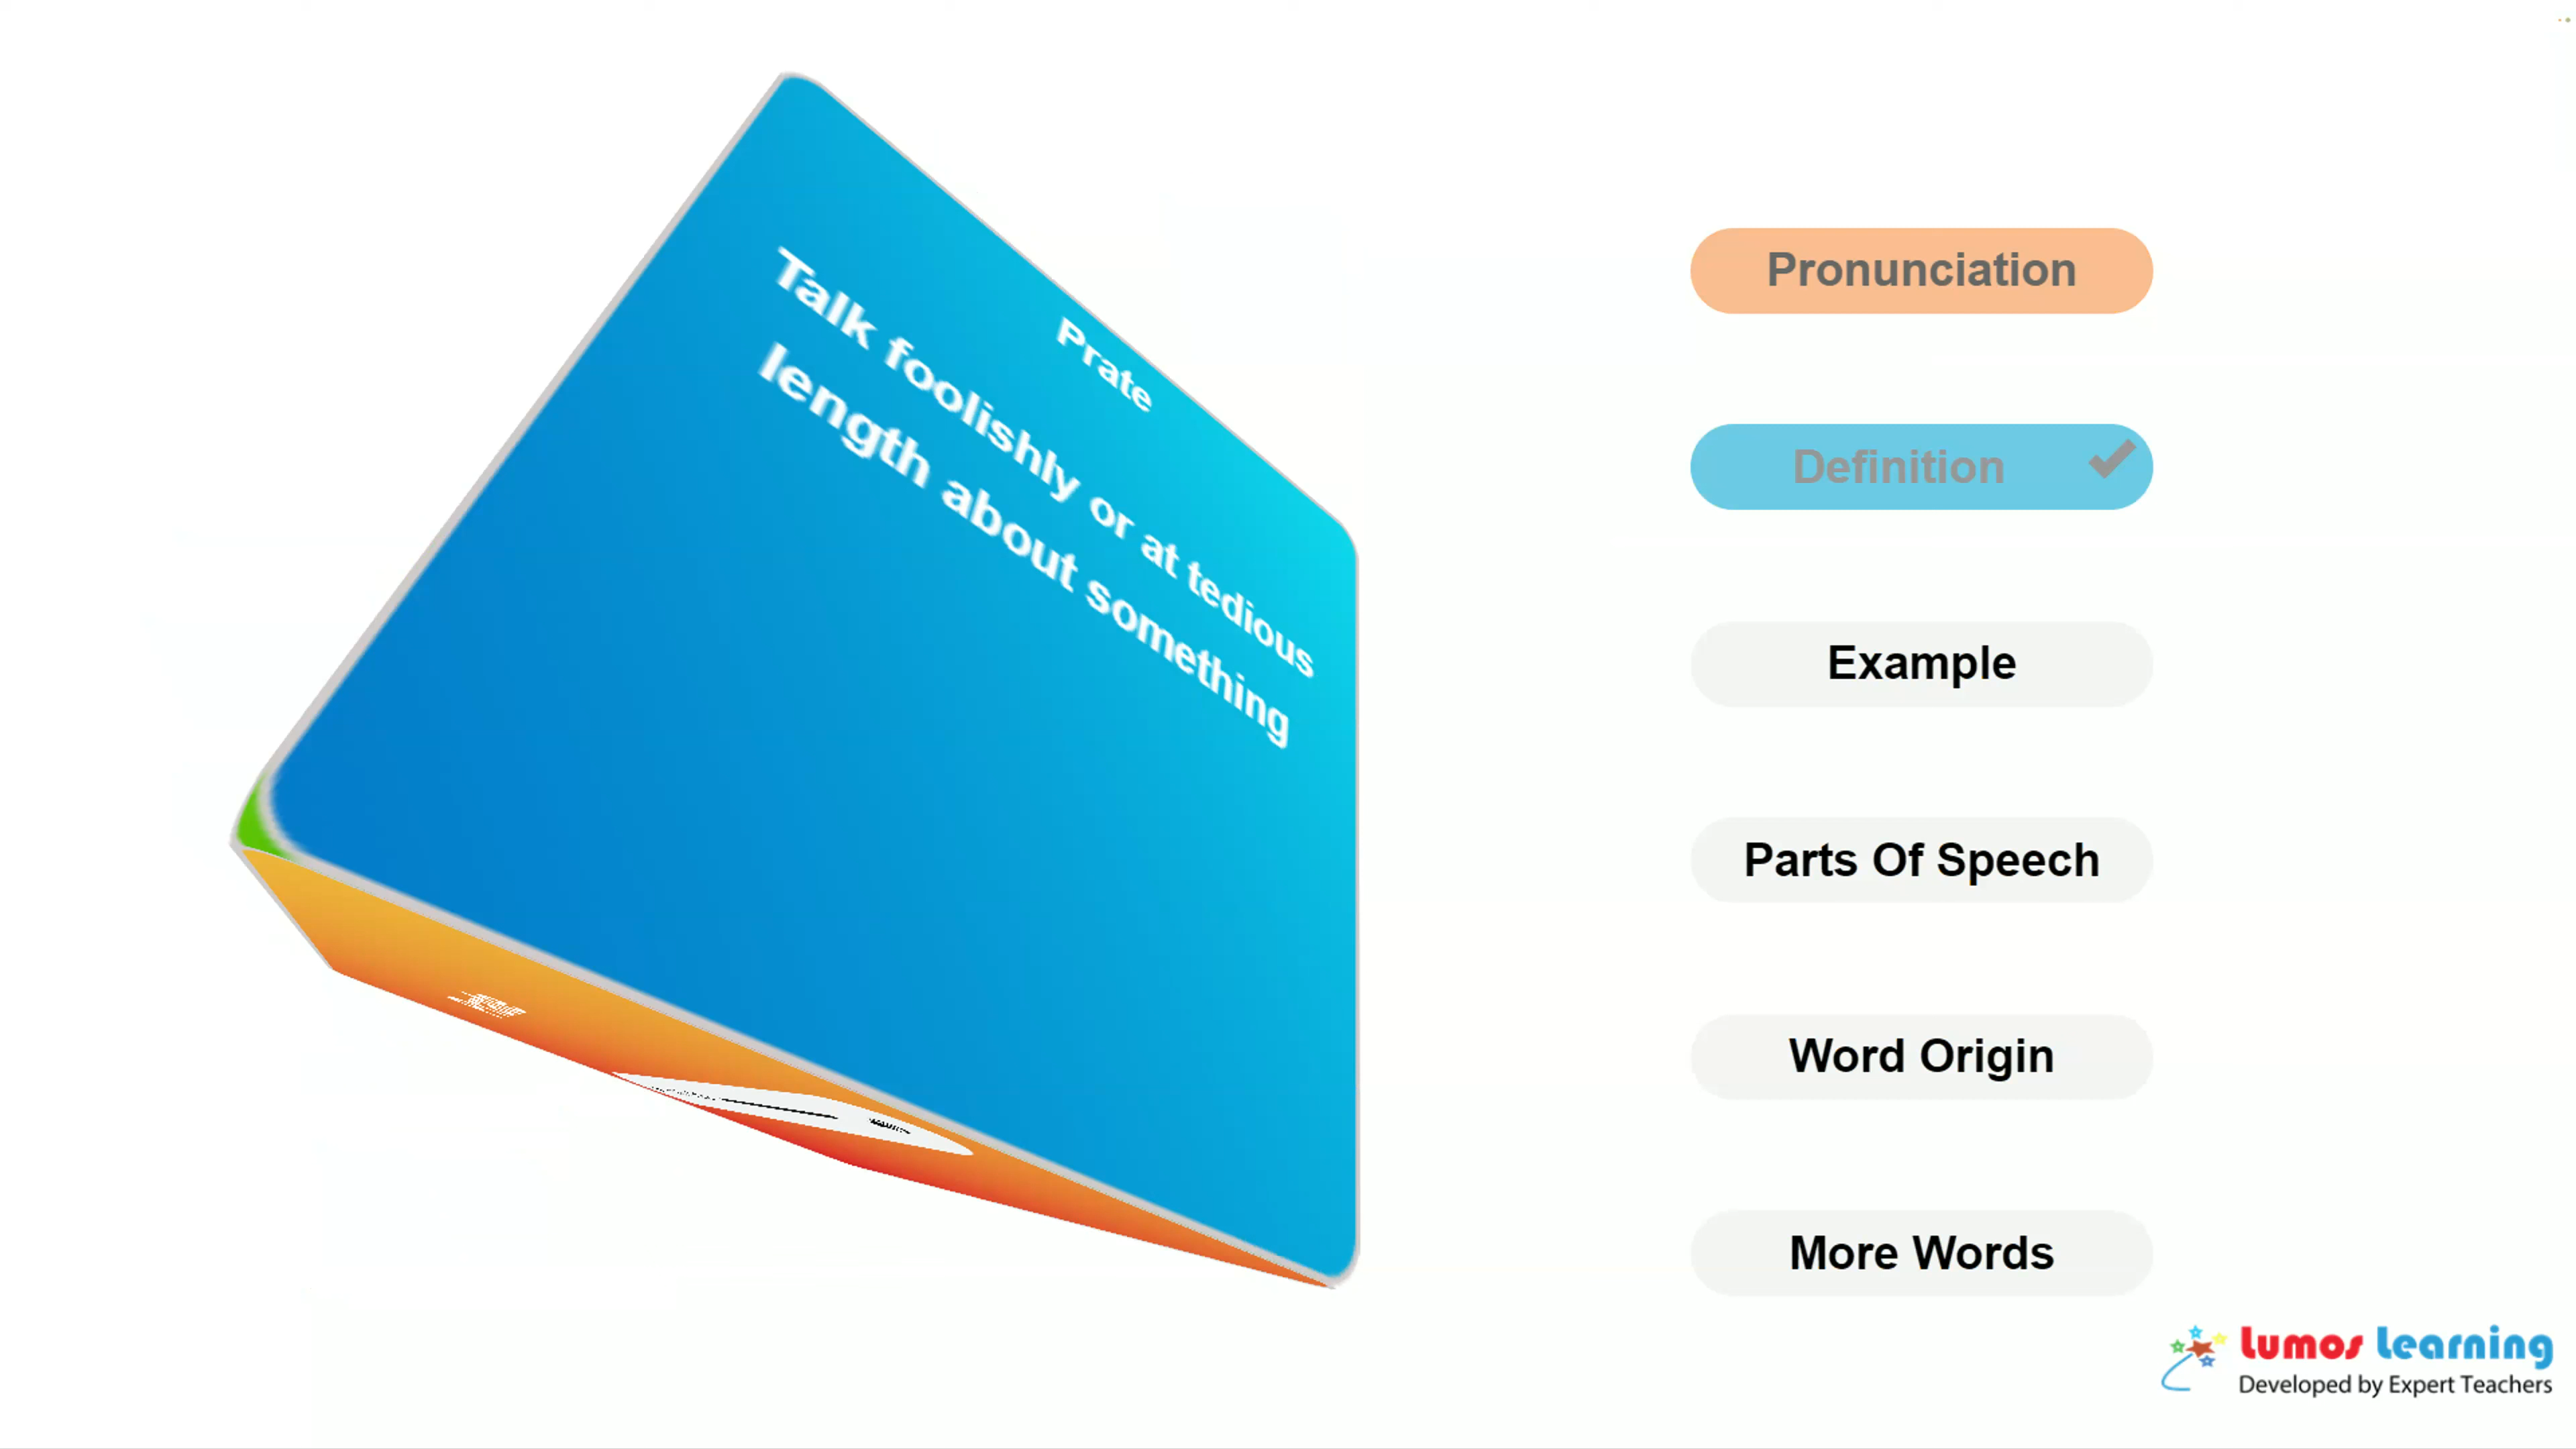 Prate
Talk foolishly or at tedious
length about something
Pronunciation
Definition
Example
Parts Of Speech
Word Origin
More Words
Lumos Learning
Developed by Expert Teachers